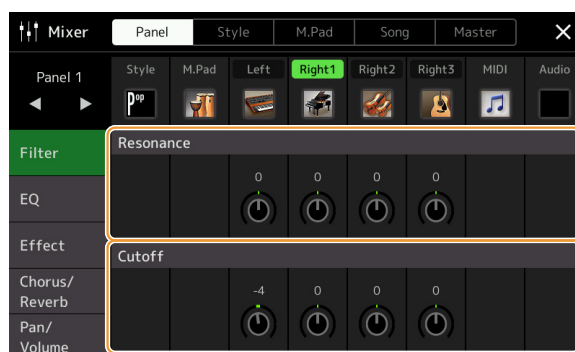 Mixer Panel Style M.Pad Song Master
Panel 1 Style M.Pad Left Right1 Right2 Right3 MIDI Audio
Pop
Filter
Resonance
0 0 0 0
EQ
Effect
Cutoff
Chorus/
Reverb
-4 0 0 0
Pan/
Volume